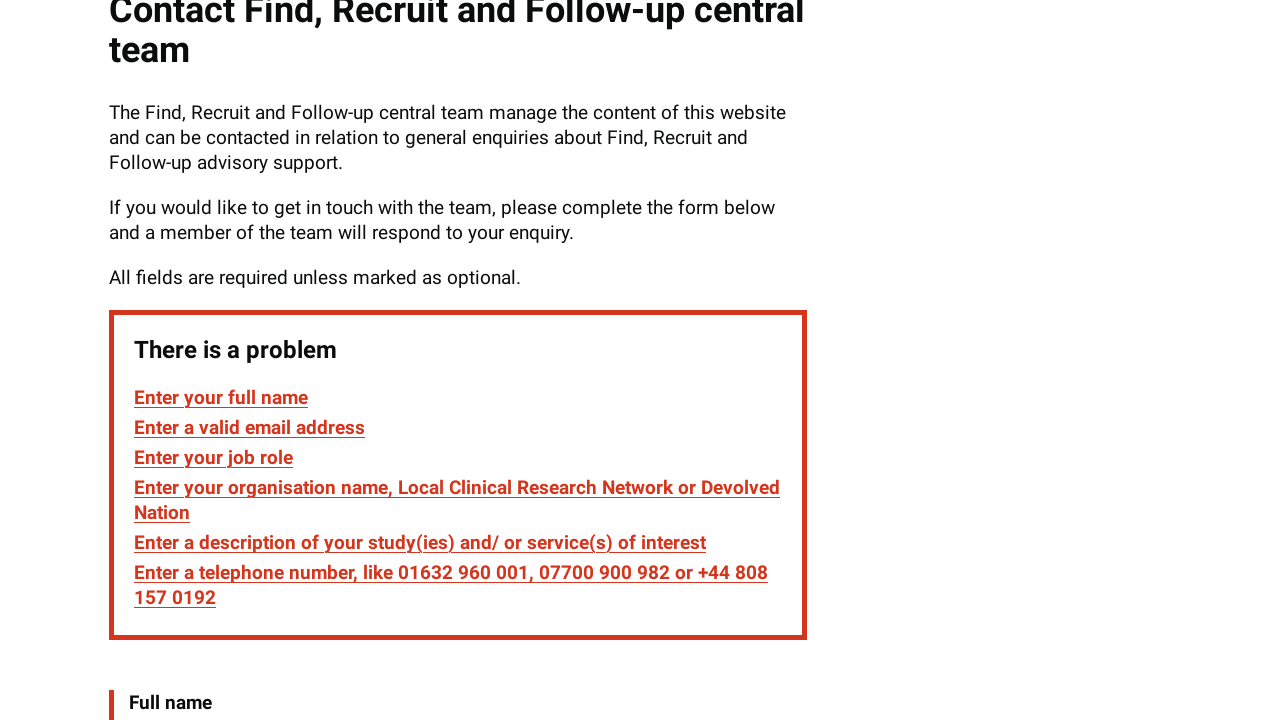 Contact Find, Recruit and Follow-up central
team
The Find, Recruit and Follow-up central team manage the content of this website
and can be contacted in relation to general enquiries about Find, Recruit and
Follow-up advisory support.
If you would like to get in touch with the team, please complete the form below
and a member of the team will respond to your enquiry.
All fields are required unless marked as optional.
There is a problem
Enter your full name
Enter a valid email address
Enter your job role
Enter your organisation name, Local Clinical Research Network or Devolved
Nation
Enter a description of your study(ies) and/ or service(s) of interest
Enter a telephone number, like 01632 960 001, 07700 900 982 or +44 808
157 0192
Full name